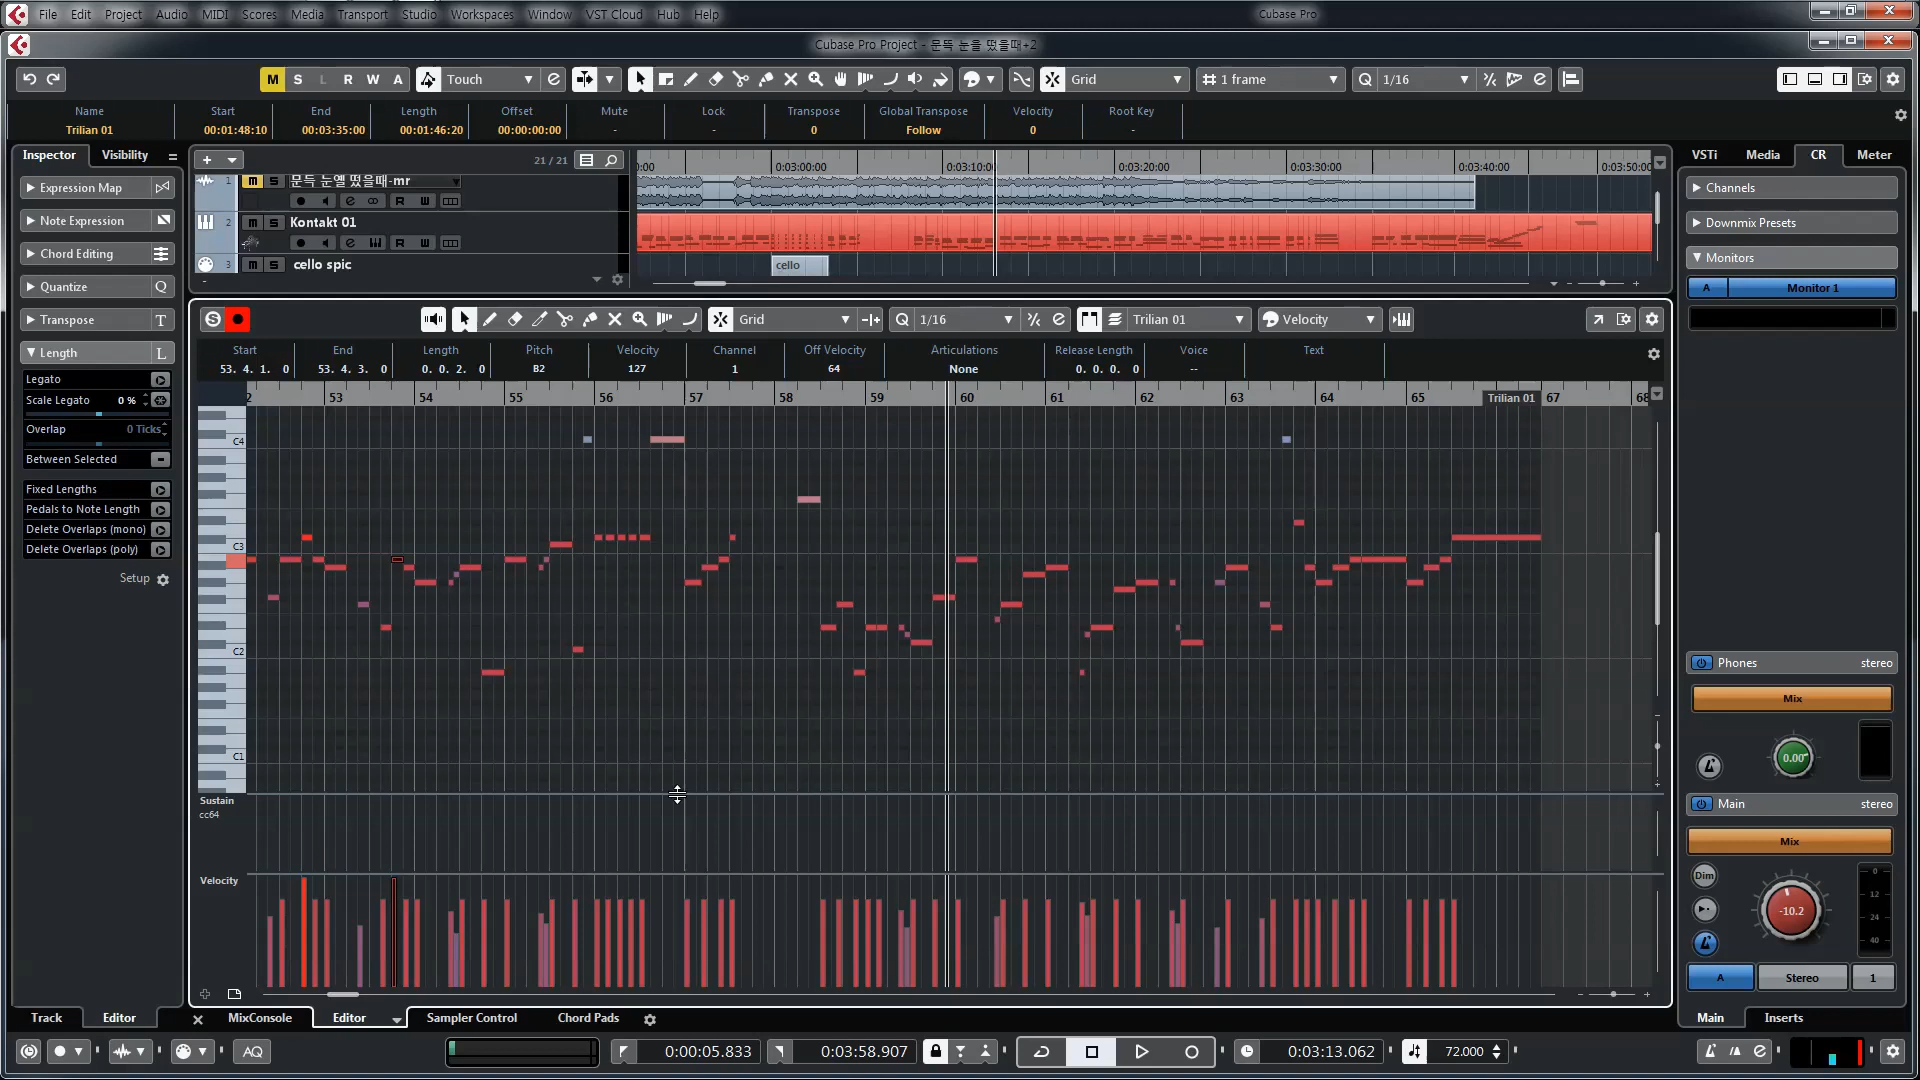 File Edit Project Audio MIDI Scores Media Transport Studio Workspaces Window VST Cloud Hub Help Cubase Pro
Cubase Pro Project - 문뜩 눈을 떴을때+2
M S L R W A Touch Grid 1 frame 1/16
Name Start End Length Offset Mute Lock Transpose Global Transpose Velocity Root Key
Trilian 01 00:01:48:10 00:03:35:00 00:01:46:20 00:00:00:00 - - 0 Follow 0 -
Inspector Visibility 21 / 21 0:03:00:00 0:03:10:00 0:03:20:00 0:03:30:00 0:03:40:00 0:03:50:00 VSTi Media CR Meter
1 M S 문득 눈옐 떴을때-mr
R W
2 M S Kontakt 01
R W
3 M S cello spic cello
Expression Map
Chord Editing
Quantize Q
Transpose T
Length L
Legato
Scale Legato 0 %
Overlap 0 Ticks
Between Selected
Fixed Lengths
Pedals to Note Length
Delete Overlaps (mono)
Delete Overlaps (poly)
Setup
Note Expression
Grid 1/16 Trilian 01 Velocity
Start End Length Pitch Velocity Channel Off Velocity Articulations Release Length Voice Text
53. 4. 1. 0 53. 4. 3. 0 0. 0. 2. 0 B2 127 1 64 None 0. 0. 0. 0 --
2 53 54 55 56 57 58 59 60 61 62 63 64 65 Trilian 01 67 68
C4
C3
C2
C1
Sustain
cc64
Velocity
Channels
Downmix Presets
Monitors
A Monitor 1
Phones stereo
Mix
0.00
Main stereo
Mix
Dim
-10.2
0
12
24
40
A Stereo 1
Main Inserts
Track Editor MixConsole Editor Sampler Control Chord Pads
AQ 0:00:05.833 0:03:58.907 0:03:13.062 72.000